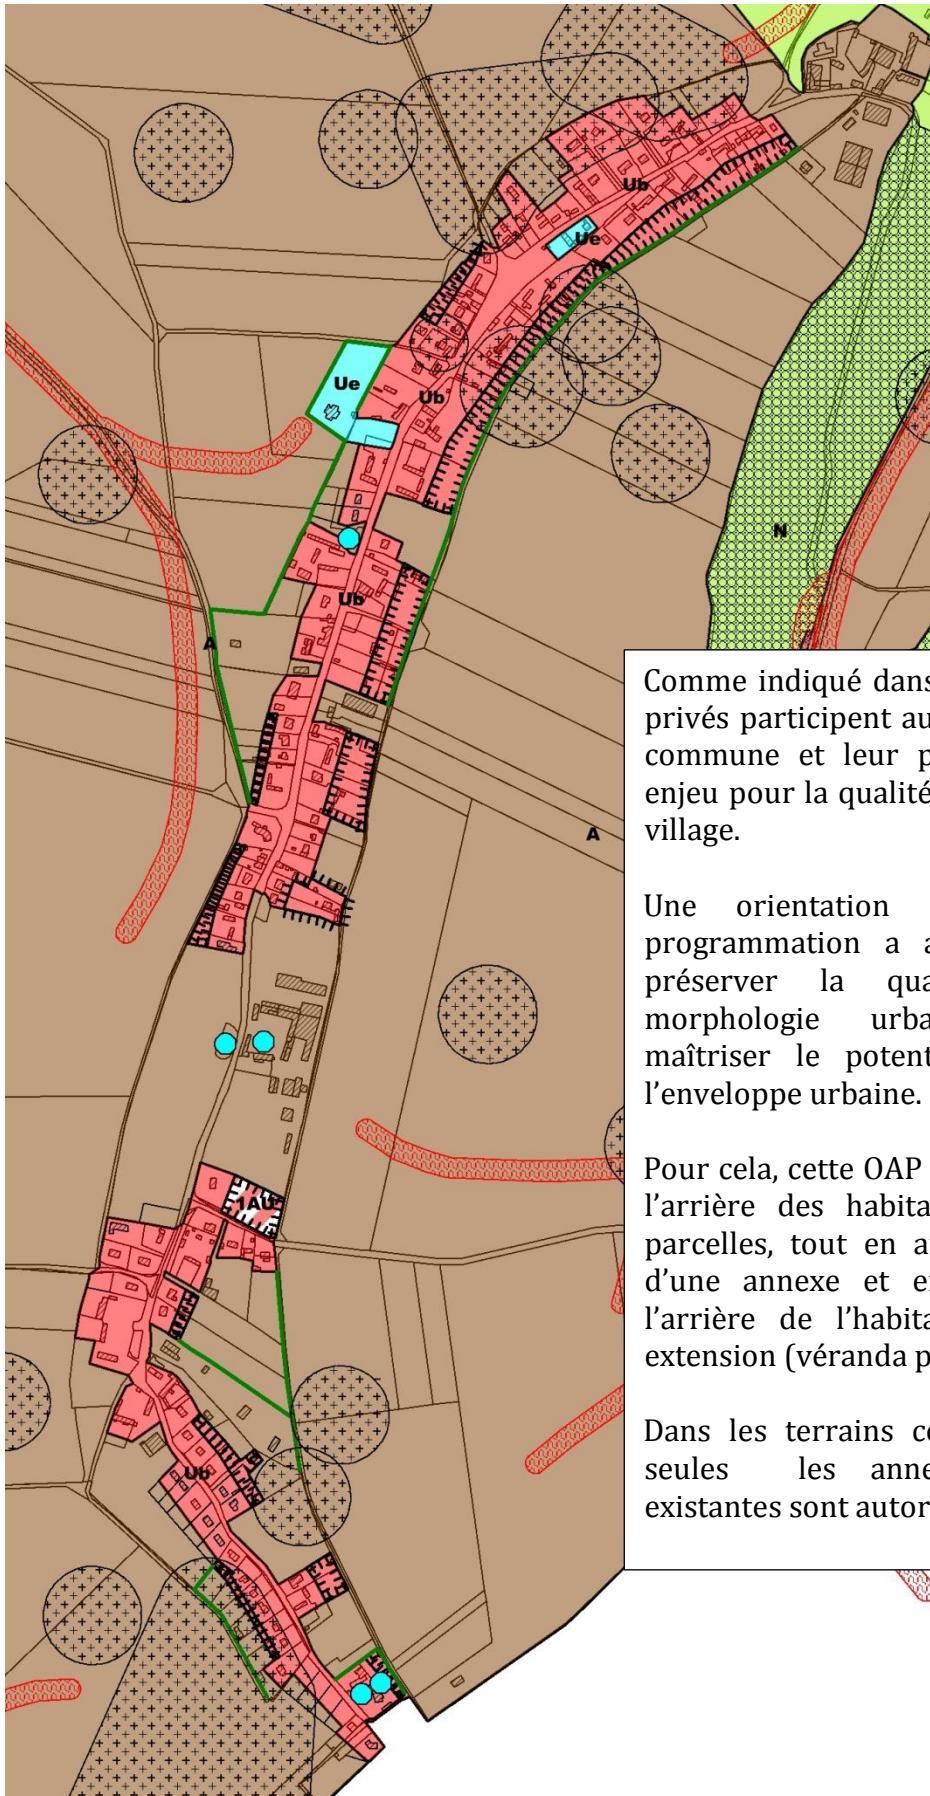 Ub
Ue
Ue
Ub
N
Ub
A
A
1AU
Ub
Comme indiqué dans
privés participent au
commune et leur p
enjeu pour la qualité
village.
Une orientation
programmation a a
préserver la qua
morphologie urba
maîtriser le potent
l’enveloppe urbaine.
Pour cela, cette OAP
l’arrière des habita
parcelles, tout en a
d’une annexe et e
l’arrière de l’habita
extension (véranda p
Dans les terrains c
seules les anne
existantes sont autor